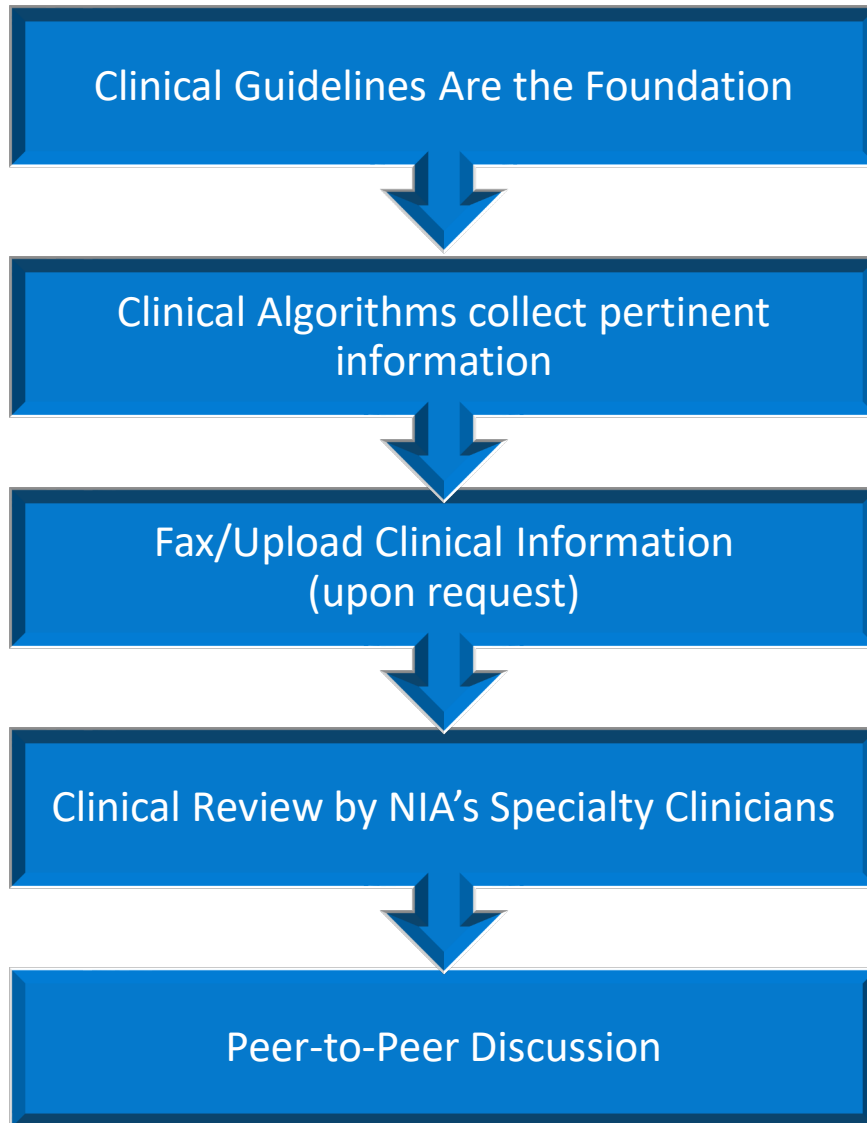 Clinical Guidelines Are the Foundation
Clinical Algorithms collect pertinent
information
Fax/Upload Clinical Information
(upon request)
Clinical Review by NIA’s Specialty Clinicians
Peer-to-Peer Discussion